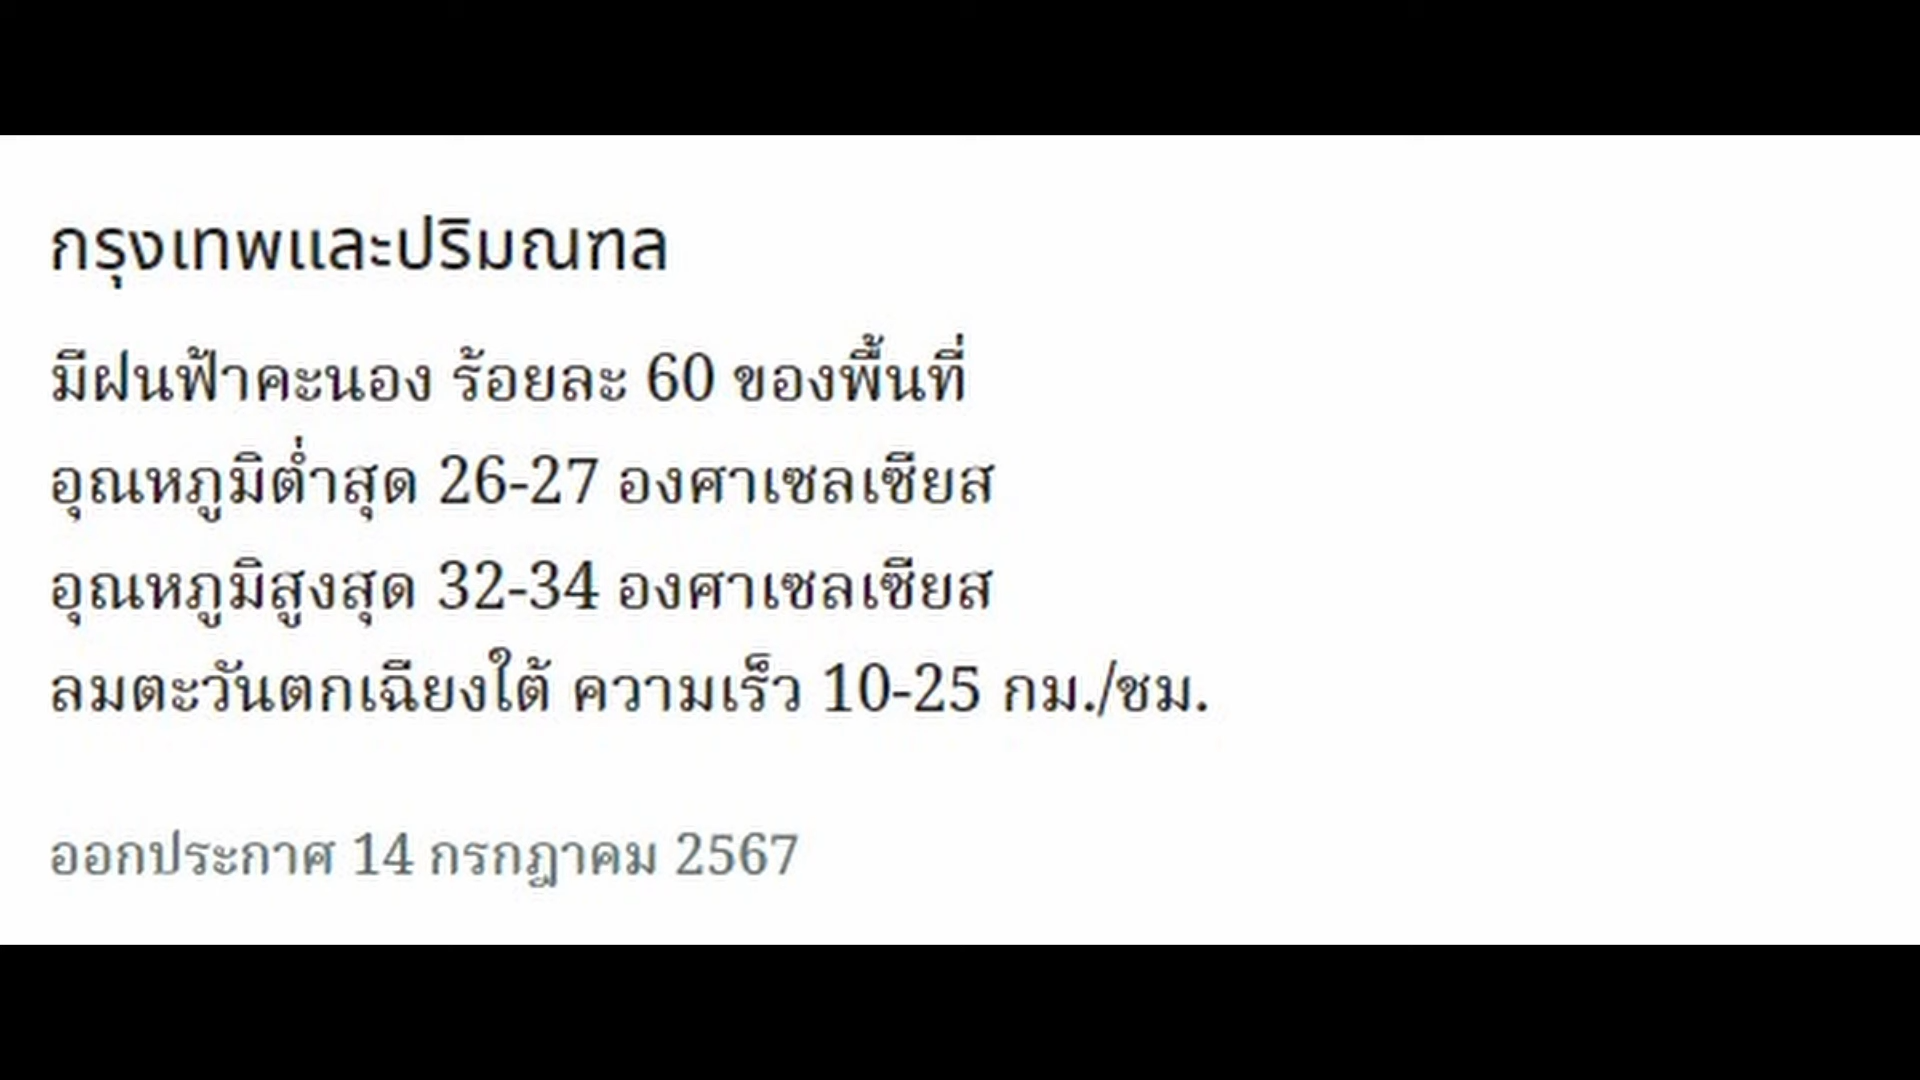 กรุงเทพและปริมณฑล
มีฝนฟ้าคะนอง ร้อยละ 60 ของพื้นที่
อุณหภูมิต่ำสุด 26-27 องศาเซลเซียส
อุณหภูมิสูงสุด 32-34 องศาเซลเซียส
ลมตะวันตกเฉียงใต้ ความเร็ว 10-25 กม./ชม.
ออกประกาศ 14 กรกฎาคม 2567